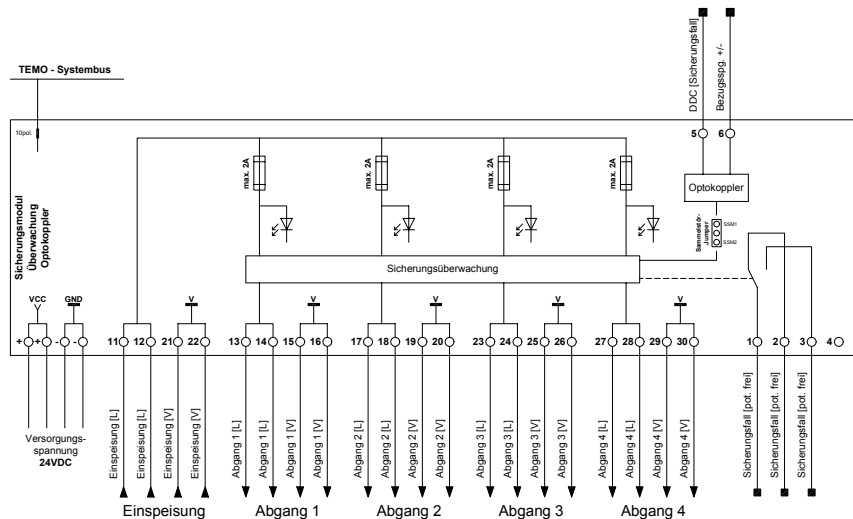 DDC [Sicherungsfall]
Bezugsspg. +/-
TEMO - Systembus
10pol.
5
6
max. 2A
max. 2A
max. 2A
max. 2A
Optokoppler
Sammelstör-
Jumper
SSM1
SSM2
Sicherungsmodul
Überwachung
Optokoppler
Sicherungsüberwachung
VCC
GND
V
V
V
V
V
+
+
-
-
11
12
21
22
13
14
15
16
17
18
19
20
23
24
25
26
27
28
29
30
1
2
3
4
Versorgungs-
spannung
24VDC
Einspeisung [L]
Einspeisung [L]
Einspeisung [V]
Einspeisung [V]
Abgang 1 [L]
Abgang 1 [L]
Abgang 1 [V]
Abgang 1 [V]
Abgang 2 [L]
Abgang 2 [L]
Abgang 2 [V]
Abgang 2 [V]
Abgang 3 [L]
Abgang 3 [L]
Abgang 3 [V]
Abgang 3 [V]
Abgang 4 [L]
Abgang 4 [L]
Abgang 4 [V]
Abgang 4 [V]
Sicherungsfall [pot. frei]
Sicherungsfall [pot. frei]
Sicherungsfall [pot. frei]
Einspeisung
Abgang 1
Abgang 2
Abgang 3
Abgang 4